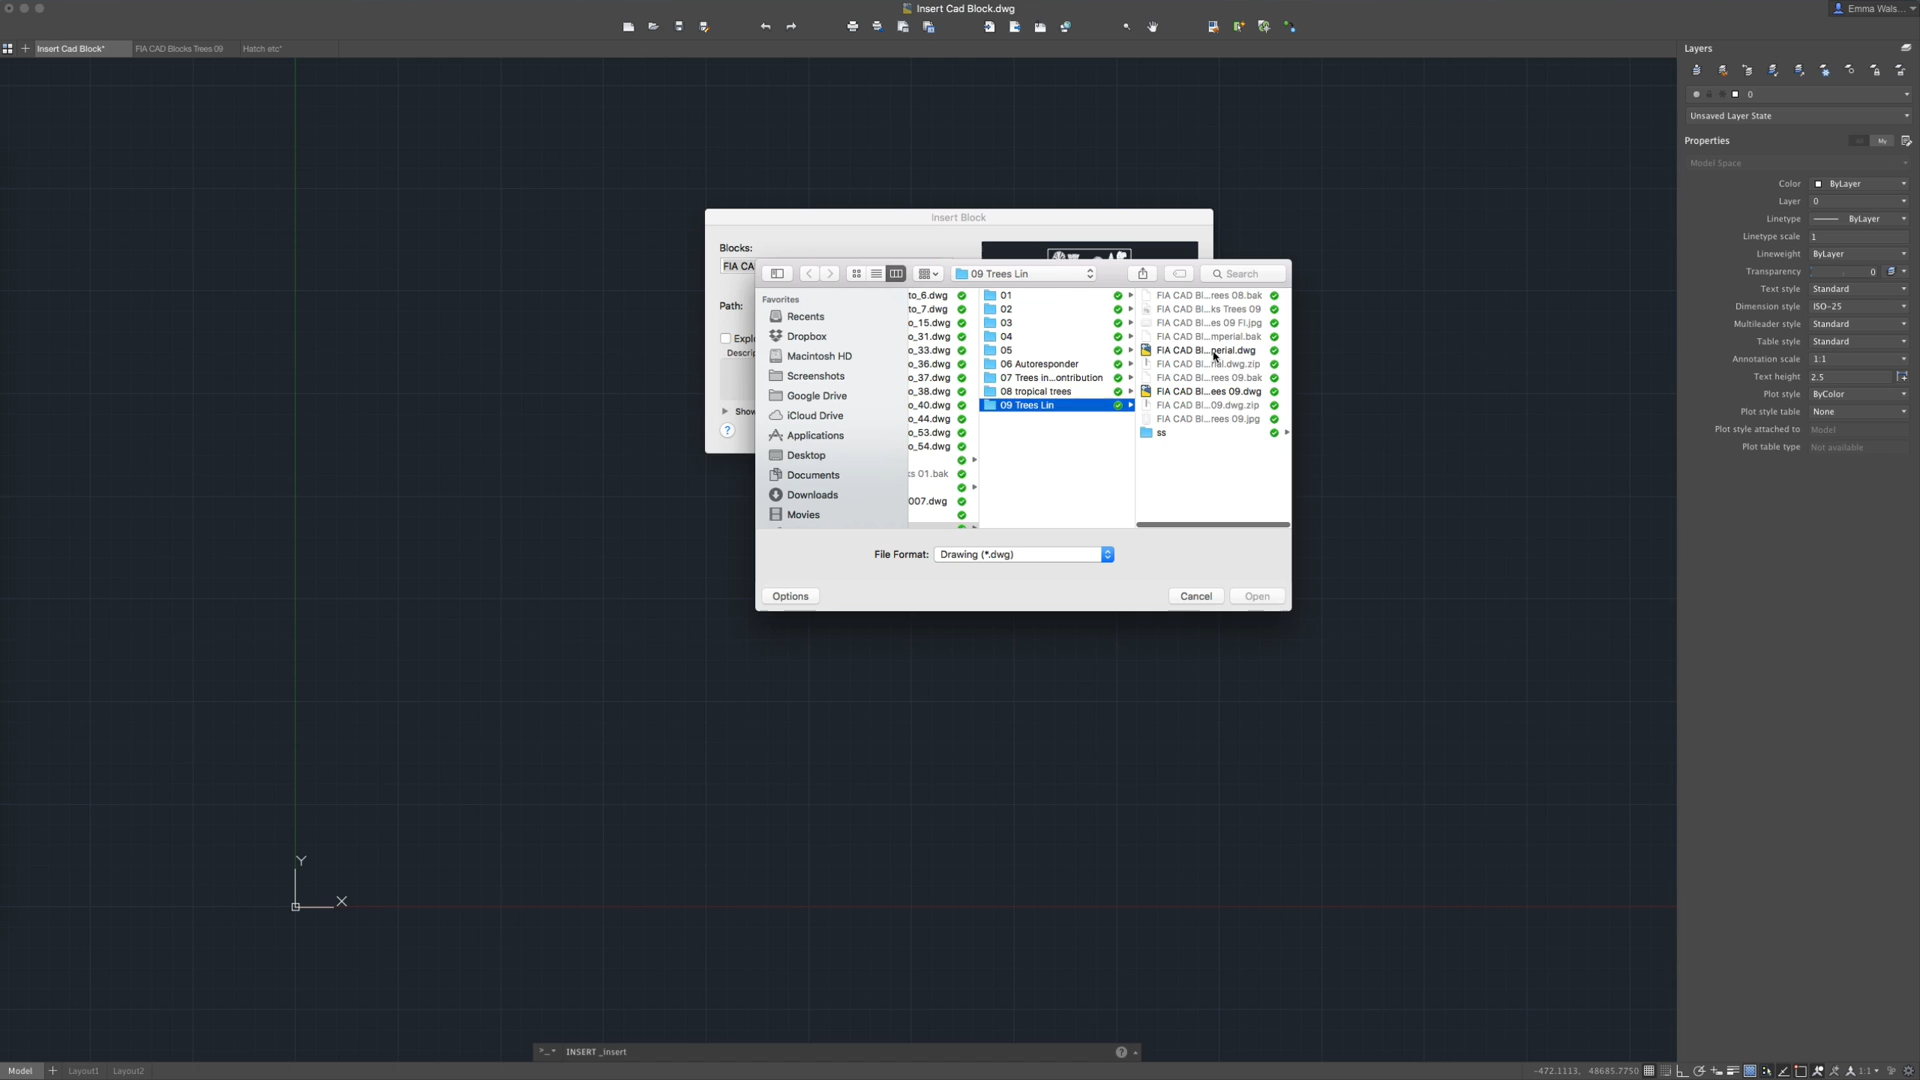 Insert Cad Block.dwg
Emma Wals...
Insert Cad Block*
FIA CAD Blocks Trees 09
Hatch etc*
Layers
0
Unsaved Layer State
Properties
All My
Model Space
Color ByLayer
Layer 0
Linetype ByLayer
Linetype scale 1
Lineweight ByLayer
Transparency 0
Text style Standard
Dimension style ISO-25
Multileader style Standard
Table style Standard
Annotation scale 1:1
Text height 2.5
Plot style ByColor
Plot style table None
Plot style attached to Model
Plot table type Not available
Insert Block
Blocks:
FIA CA
Path:
Explo
Descrip
Show
?
09 Trees Lin
Search
Favorites
Recents
Dropbox
Macintosh HD
Screenshots
Google Drive
iCloud Drive
Applications
Desktop
Documents
Downloads
Movies
to_6.dwg
to_7.dwg
o_15.dwg
o_31.dwg
o_33.dwg
o_36.dwg
o_37.dwg
o_38.dwg
o_40.dwg
o_44.dwg
o_53.dwg
o_54.dwg
ks 01.bak
007.dwg
01
02
03
04
05
06 Autoresponder
07 Trees in...ontribution
08 tropical trees
09 Trees Lin
FIA CAD Bl...rees 08.bak
FIA CAD Bl...ks Trees 09
FIA CAD Bl...es 09 FI.jpg
FIA CAD Bl...mperial.bak
FIA CAD Bl...perial.dwg
FIA CAD Bl...rial.dwg.zip
FIA CAD Bl...rees 09.bak
FIA CAD Bl...ees 09.dwg
FIA CAD Bl...09.dwg.zip
FIA CAD Bl...rees 09.jpg
ss
File Format: Drawing (*.dwg)
Options
Cancel
Open
Y
X
>_ INSERT _Insert
?
Model
Layout1
Layout2
-472.1113, 48685.7750
1:1